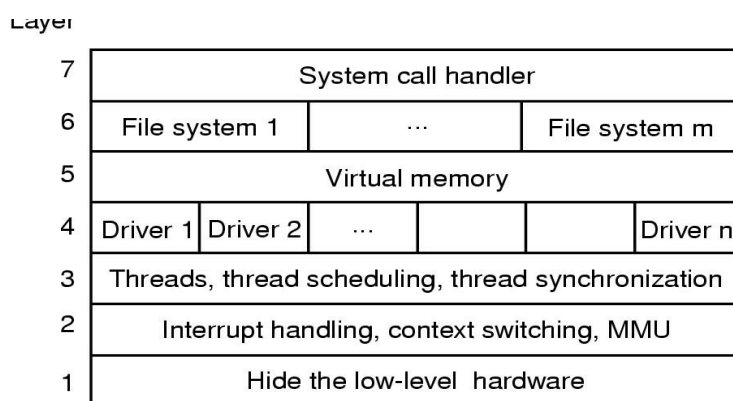 Layer
7 System call handler
6 File system 1 ... File system m
5 Virtual memory
4 Driver 1 Driver 2 ... Driver n
3 Threads, thread scheduling, thread synchronization
2 Interrupt handling, context switching, MMU
1 Hide the low-level hardware